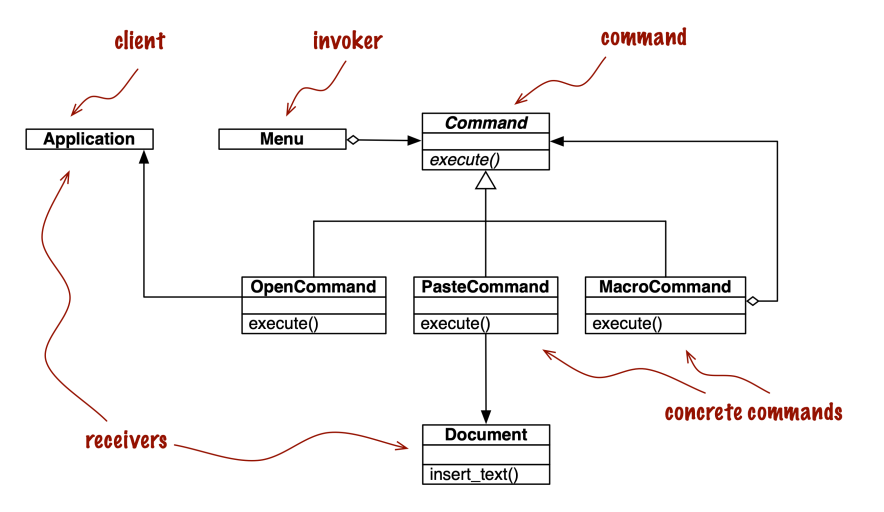 client
invoker
command
Application
Menu
Command
execute()
OpenCommand
execute()
PasteCommand
execute()
MacroCommand
execute()
concrete commands
receivers
Document
insert_text()